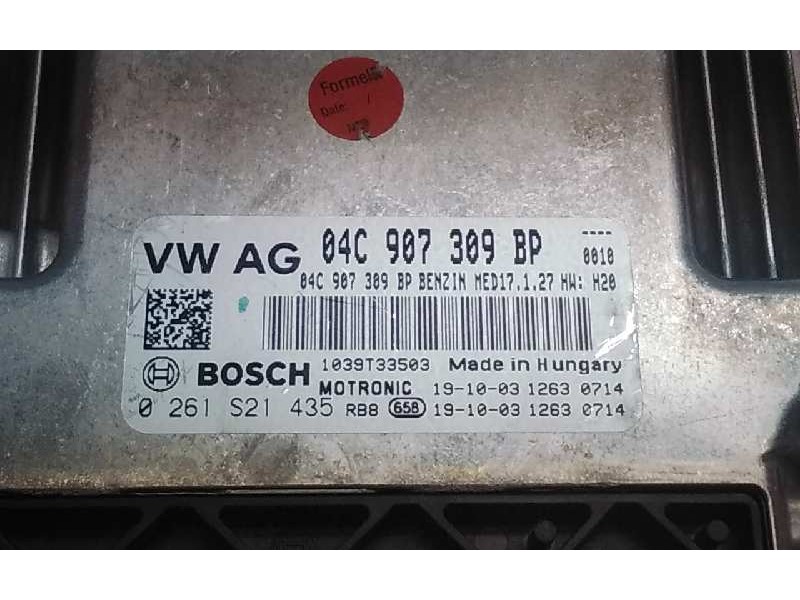 Formel
Date: /
VW AG 04C 907 309 BP ----
0010
04C 907 309 BP BENZIN MED17.1.27 HW: H20
1039T33503 Made in Hungary
BOSCH
MOTRONIC 19-10-03 1263 0714
0 261 S21 435 RB8 658 19-10-03 1263 0714